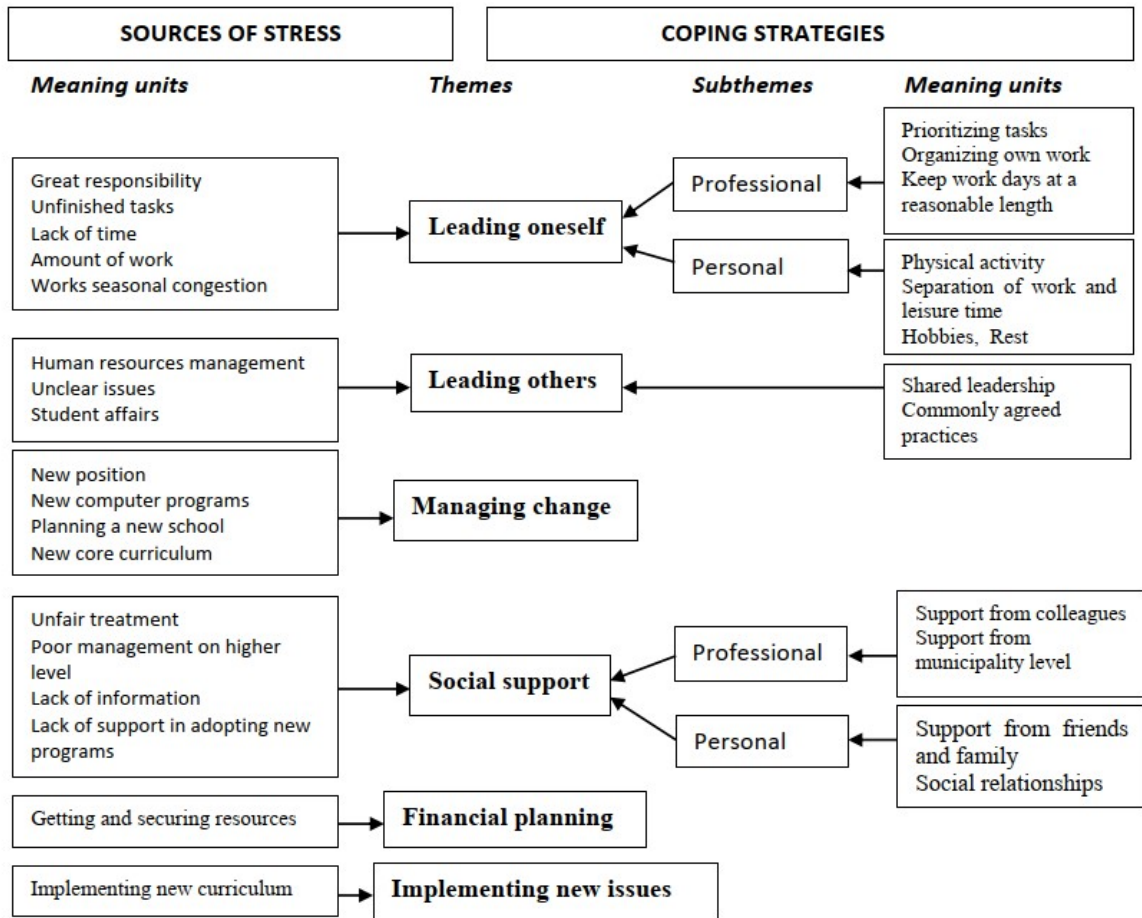 SOURCES OF STRESS
COPING STRATEGIES
Meaning units
Themes
Subthemes
Meaning units
Great responsibility
Unfinished tasks
Lack of time
Amount of work
Works seasonal congestion
Leading oneself
Professional
Prioritizing tasks
Organizing own work
Keep work days at a
reasonable length
Personal
Physical activity
Separation of work and
leisure time
Hobbies, Rest
Human resources management
Unclear issues
Student affairs
Leading others
Shared leadership
Commonly agreed
practices
New position
New computer programs
Planning a new school
New core curriculum
Managing change
Unfair treatment
Poor management on higher
level
Lack of information
Lack of support in adopting new
programs
Social support
Professional
Support from colleagues
Support from
municipality level
Personal
Support from friends
and family
Social relationships
Getting and securing resources
Financial planning
Implementing new curriculum
Implementing new issues